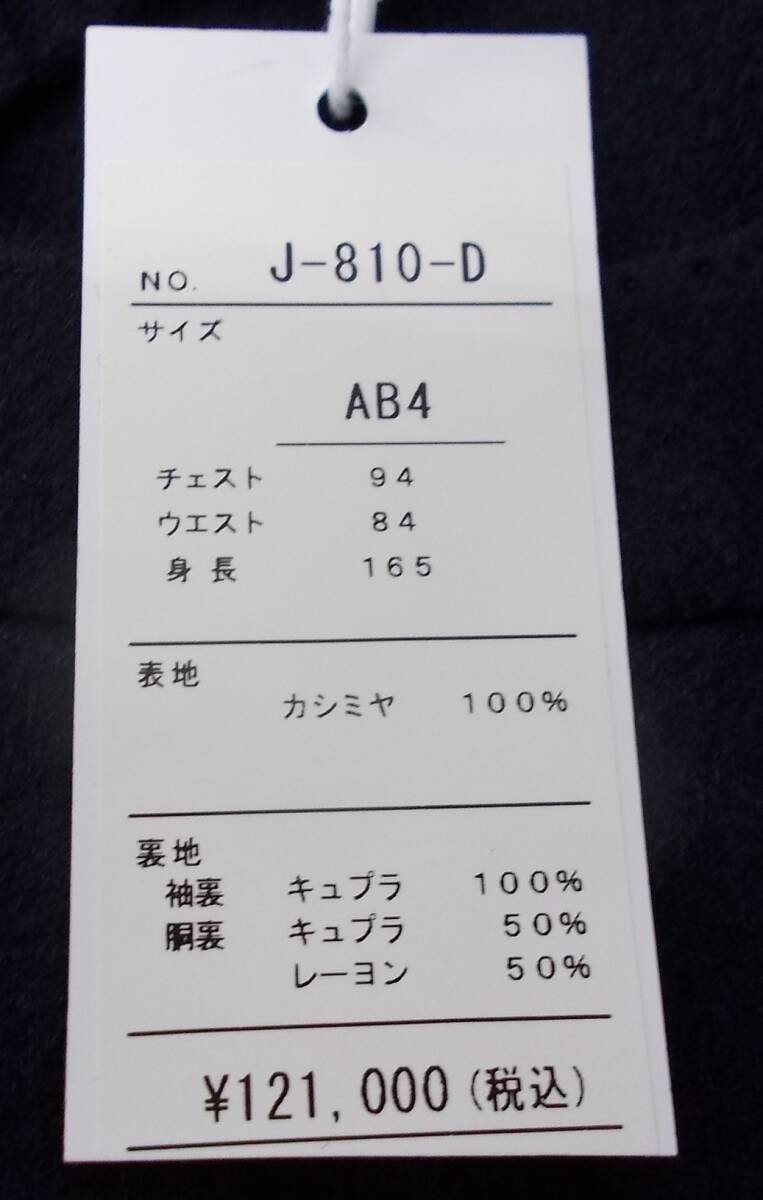 NO. J-810-D
サイズ
AB4
チェスト 94
ウエスト 84
身長 165
表地
カシミヤ 100%
裏地
袖裏 キュプラ 100%
胴裏 キュプラ 50%
レーヨン 50%
¥121,000(税込)